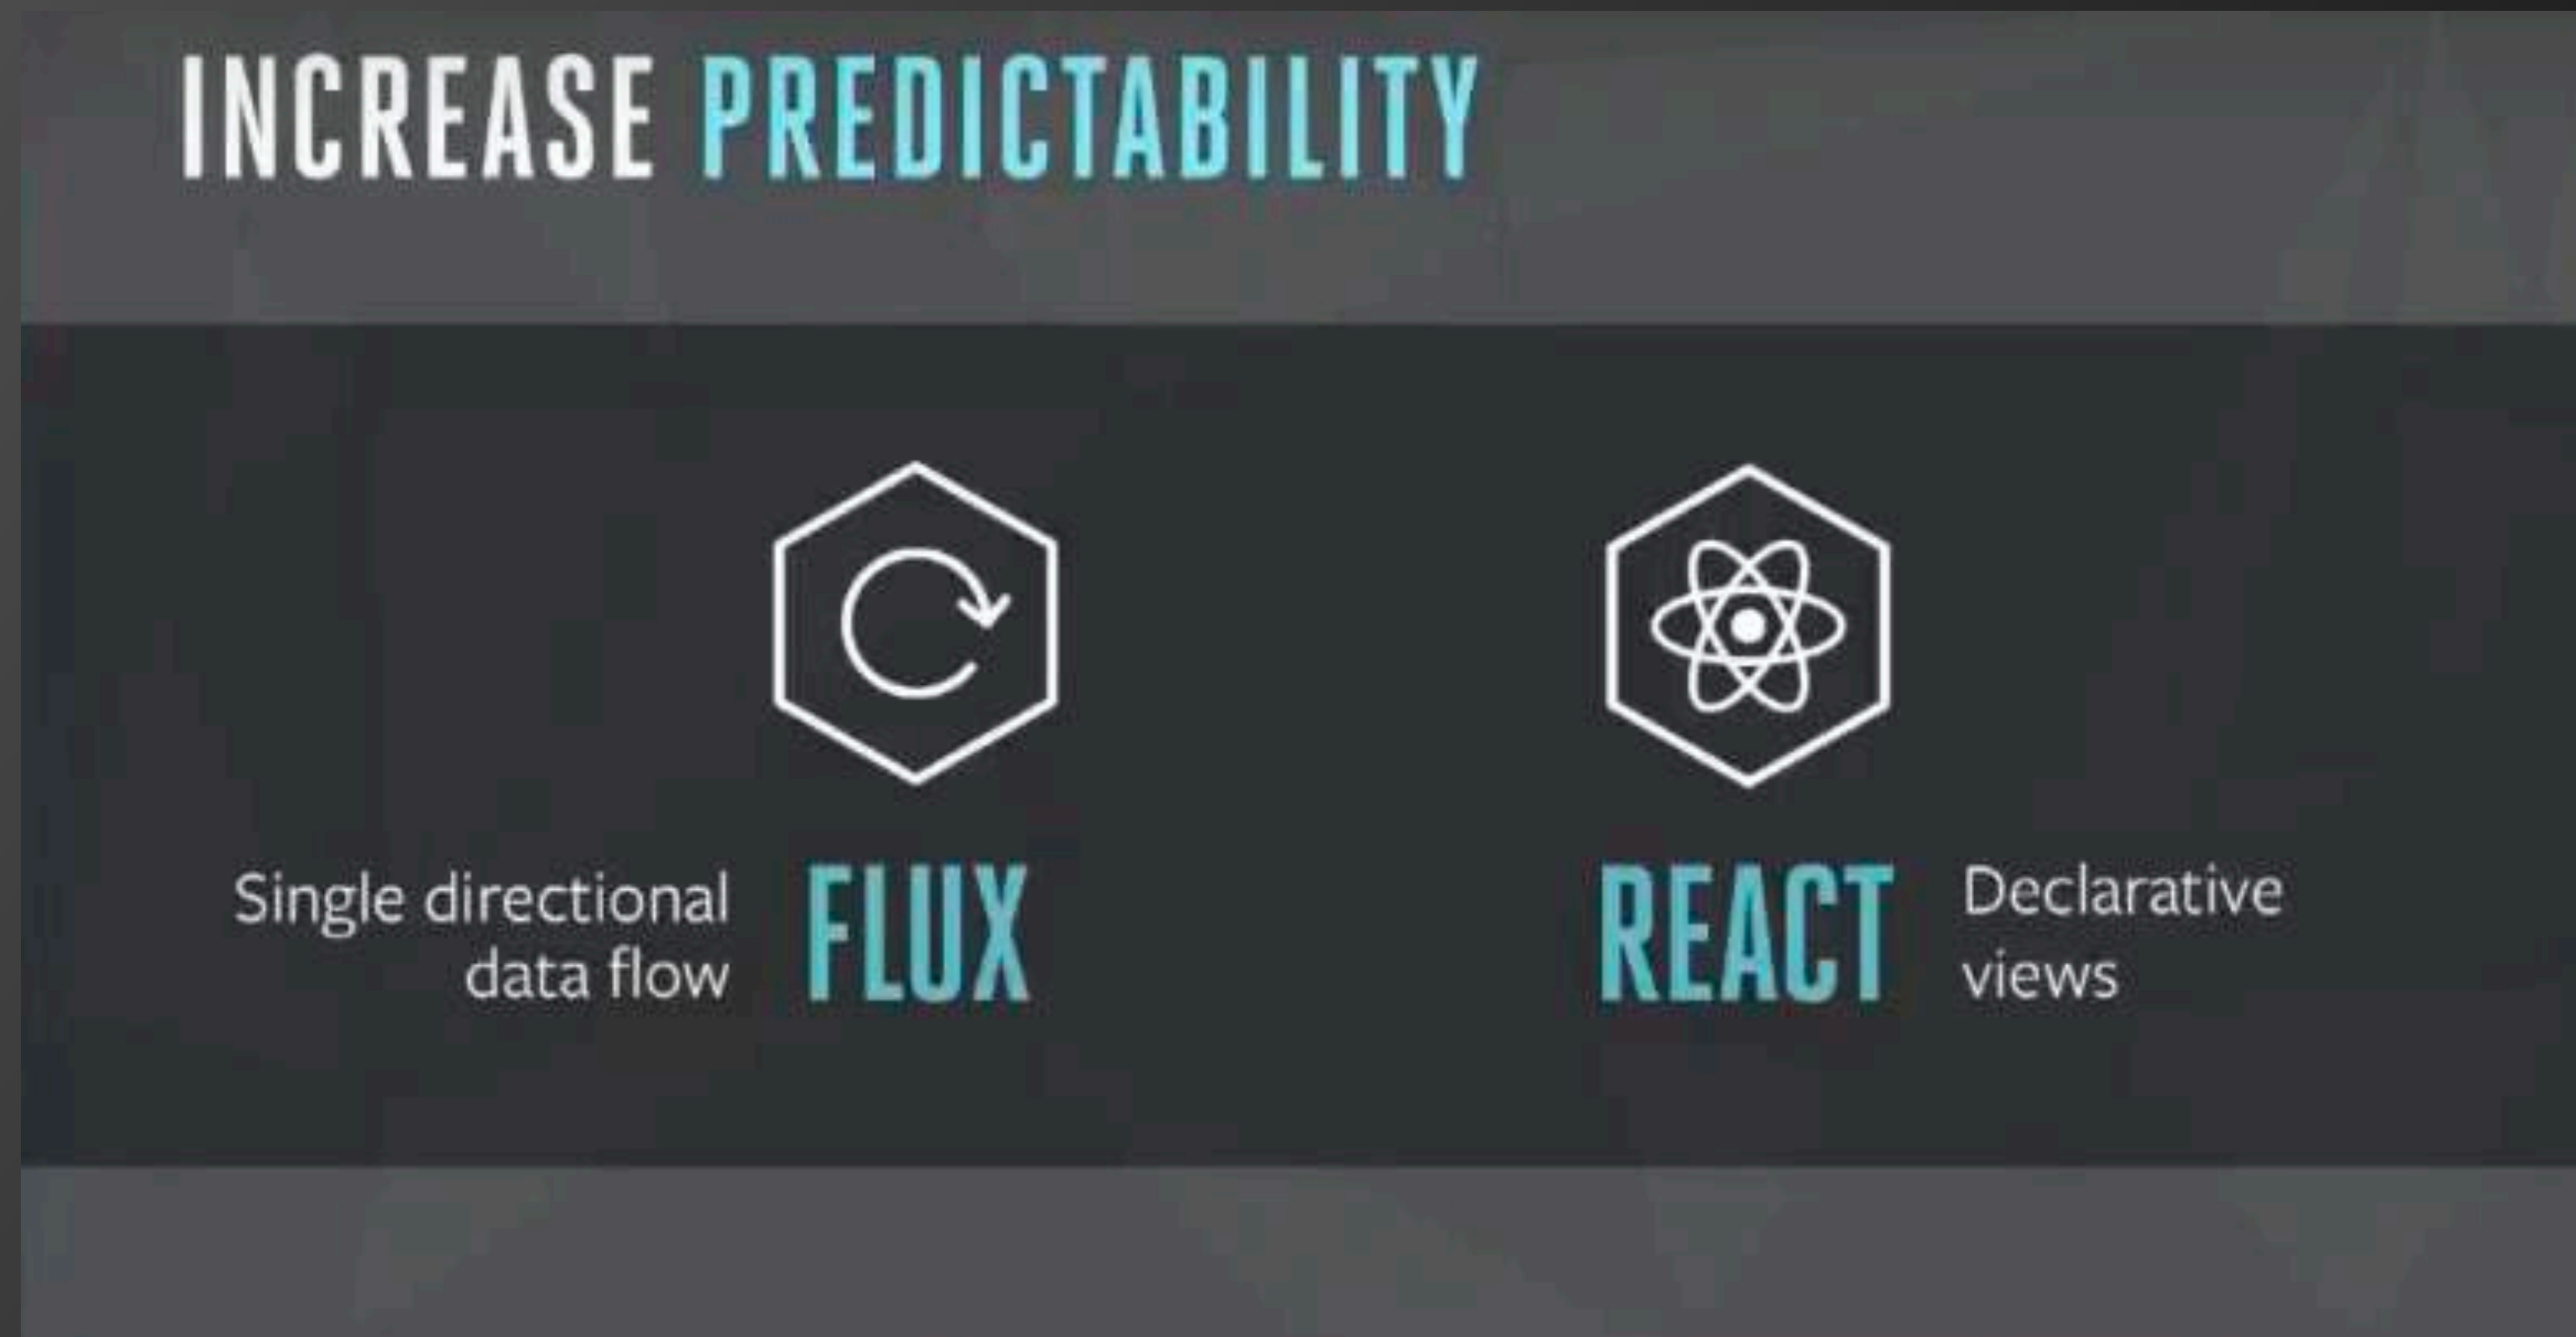 INCREASE PREDICTABILITY
Single directional
data flow
FLUX
REACT
Declarative
views